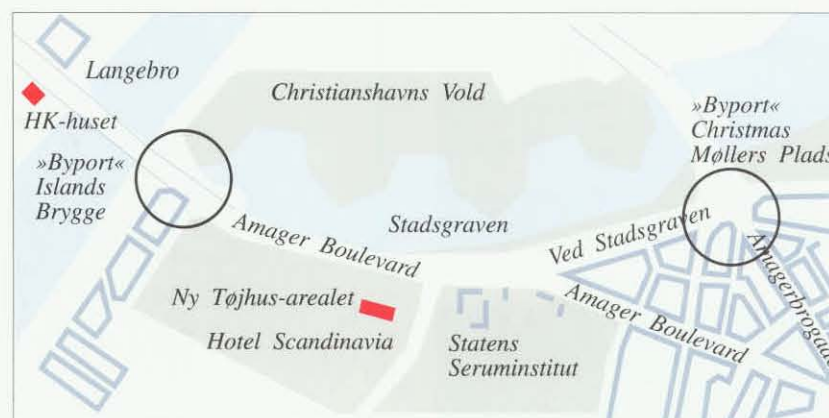 Langebro
HK-huset
»Byport«
Islands
Brygge
Christianshavns Vold
»Byport«
Christmas
Møllers Plads
Stadsgraven
Amager Boulevard
Ved Stadsgraven
Ny Tøjhus-arealet
Hotel Scandinavia
Statens
Seruminstitut
Amager Boulevard